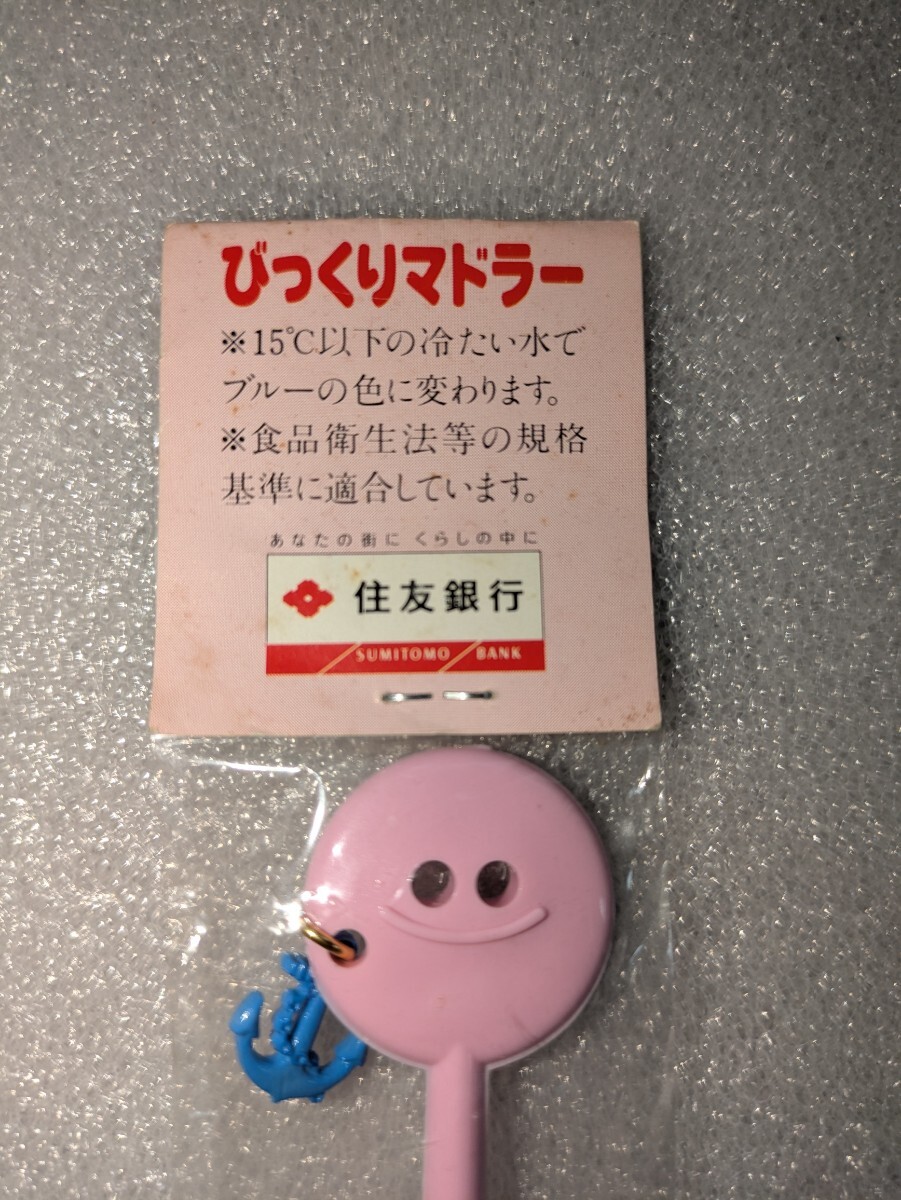 びっくりマドラー
※15℃以下の冷たい水で
ブルーの色に変わります。
※食品衛生法等の規格
基準に適合しています。
あなたの街に くらしの中に
住友銀行
SUMITOMO BANK